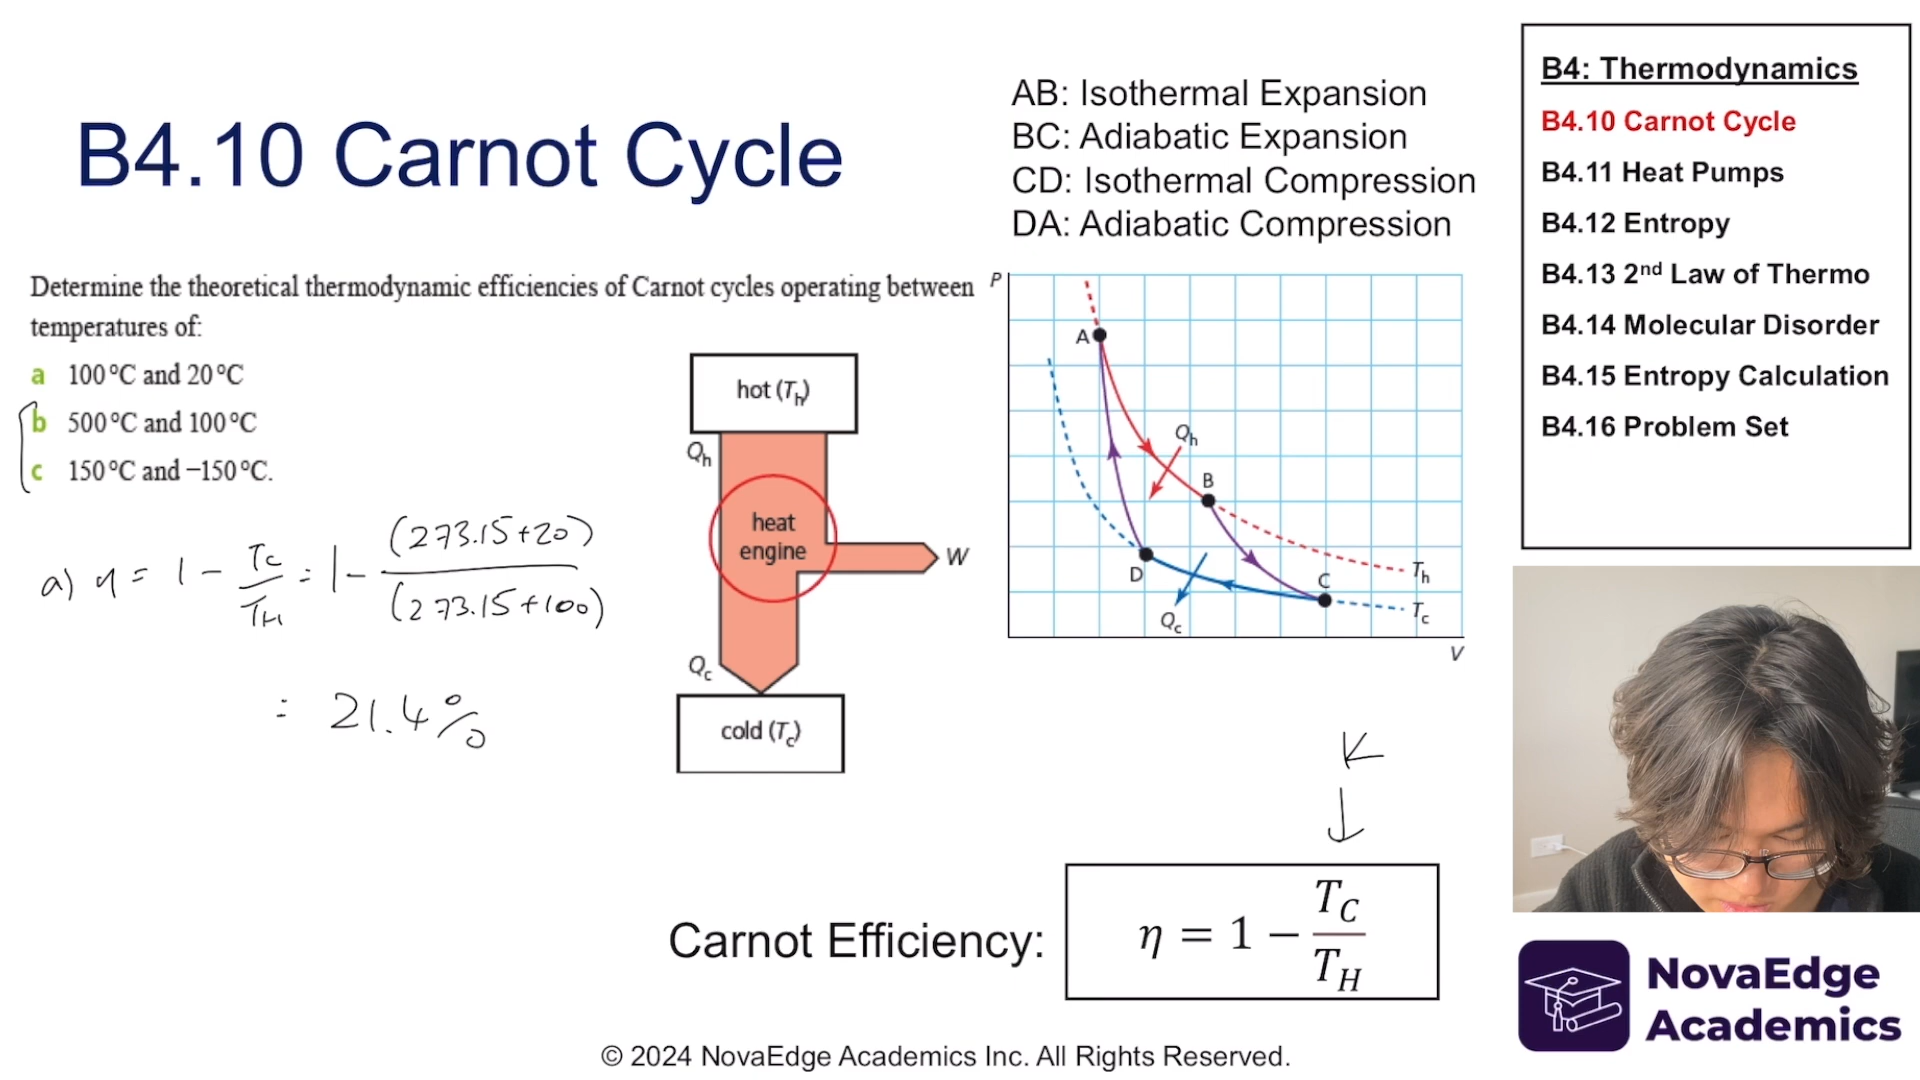 B4.10 Carnot Cycle
AB: Isothermal Expansion
BC: Adiabatic Expansion
CD: Isothermal Compression
DA: Adiabatic Compression
Determine the theoretical thermodynamic efficiencies of Carnot cycles operating between
temperatures of:
a 100°C and 20°C
b 500°C and 100°C
c 150°C and −150°C.
a) η = 1 - Tc/TH = 1 - (273.15+20)/(273.15+100)
= 21.4%
hot (Th)
Qh
heat
engine
W
Qc
cold (Tc)
P
A
Qh
B
D
C
Th
Qc
Tc
V
K
↓
Carnot Efficiency: η = 1 − TC/TH
© 2024 NovaEdge Academics Inc. All Rights Reserved.
B4: Thermodynamics
B4.10 Carnot Cycle
B4.11 Heat Pumps
B4.12 Entropy
B4.13 2nd Law of Thermo
B4.14 Molecular Disorder
B4.15 Entropy Calculation
B4.16 Problem Set
NovaEdge
Academics